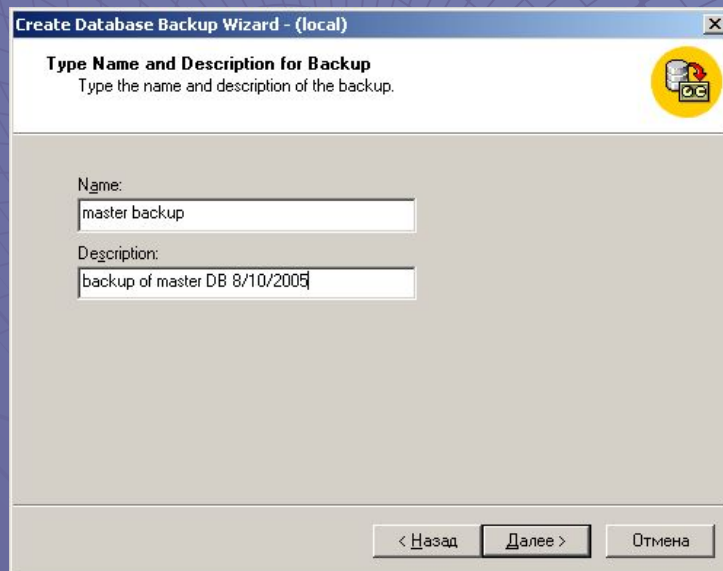 Create Database Backup Wizard - (local)
Type Name and Description for Backup
Type the name and description of the backup.
Name:
master backup
Description:
backup of master DB 8/10/2005
< Назад
Далее >
Отмена